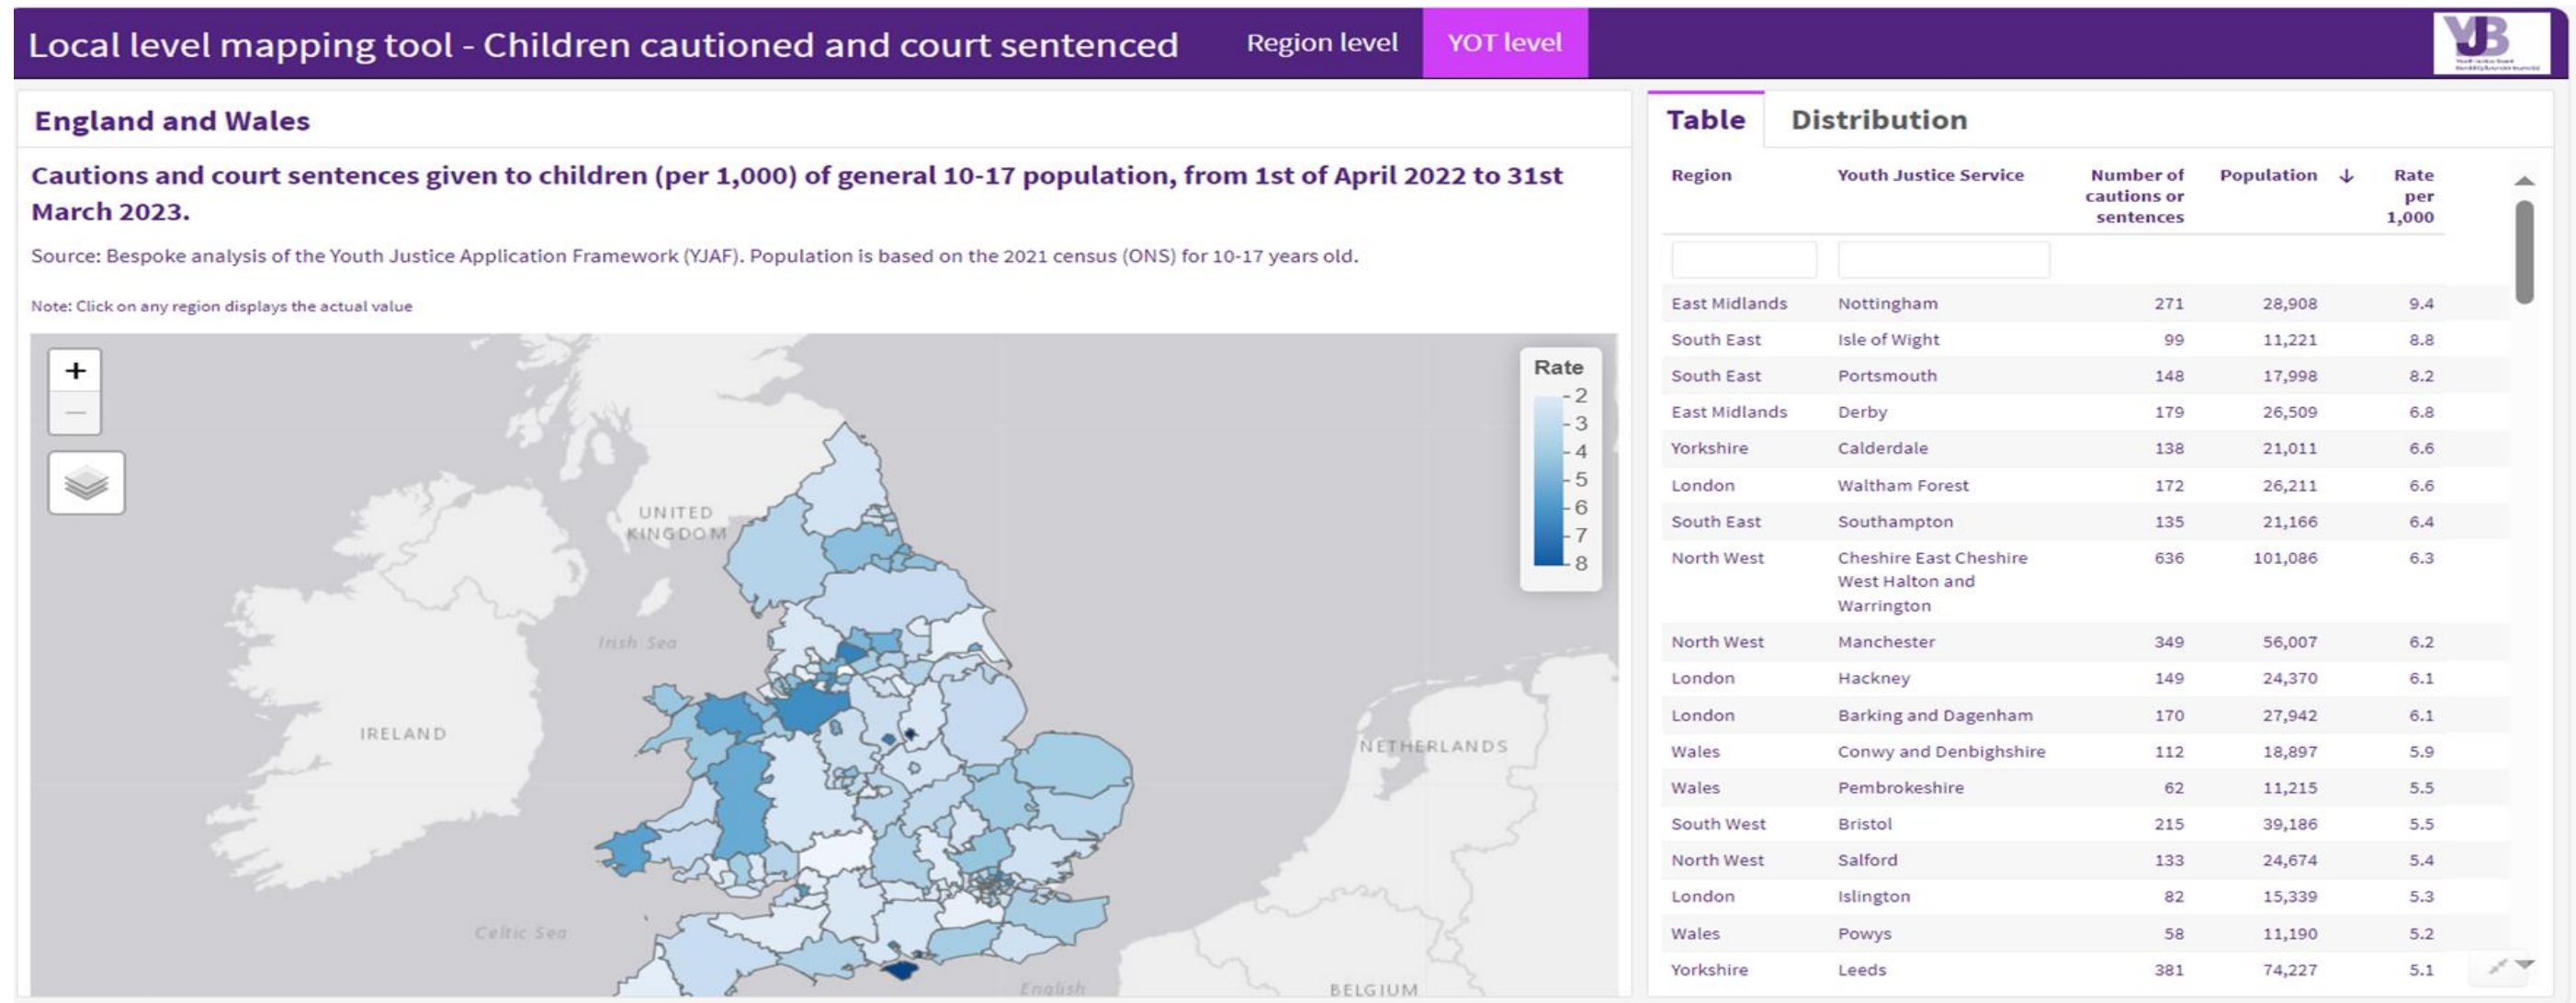 Local level mapping tool - Children cautioned and court sentenced
Region level
YOT level
YJB
England and Wales
Cautions and court sentences given to children (per 1,000) of general 10-17 population, from 1st of April 2022 to 31st
March 2023.
Source: Bespoke analysis of the Youth Justice Application Framework (YJAF). Population is based on the 2021 census (ONS) for 10-17 years old.
Note: Click on any region displays the actual value
+
−
Rate
2
3
4
5
6
7
8
UNITED
KINGDOM
Irish Sea
IRELAND
NETHERLANDS
Celtic Sea
English
BELGIUM
Table
Distribution
Region Youth Justice Service Number of cautions or sentences Population ↓ Rate per 1,000
East Midlands Nottingham 271 28,908 9.4
South East Isle of Wight 99 11,221 8.8
South East Portsmouth 148 17,998 8.2
East Midlands Derby 179 26,509 6.8
Yorkshire Calderdale 138 21,011 6.6
London Waltham Forest 172 26,211 6.6
South East Southampton 135 21,166 6.4
North West Cheshire East Cheshire 636 101,086 6.3
West Halton and
Warrington
North West Manchester 349 56,007 6.2
London Hackney 149 24,370 6.1
London Barking and Dagenham 170 27,942 6.1
Wales Conwy and Denbighshire 112 18,897 5.9
Wales Pembrokeshire 62 11,215 5.5
South West Bristol 215 39,186 5.5
North West Salford 133 24,674 5.4
London Islington 82 15,339 5.3
Wales Powys 58 11,190 5.2
Yorkshire Leeds 381 74,227 5.1